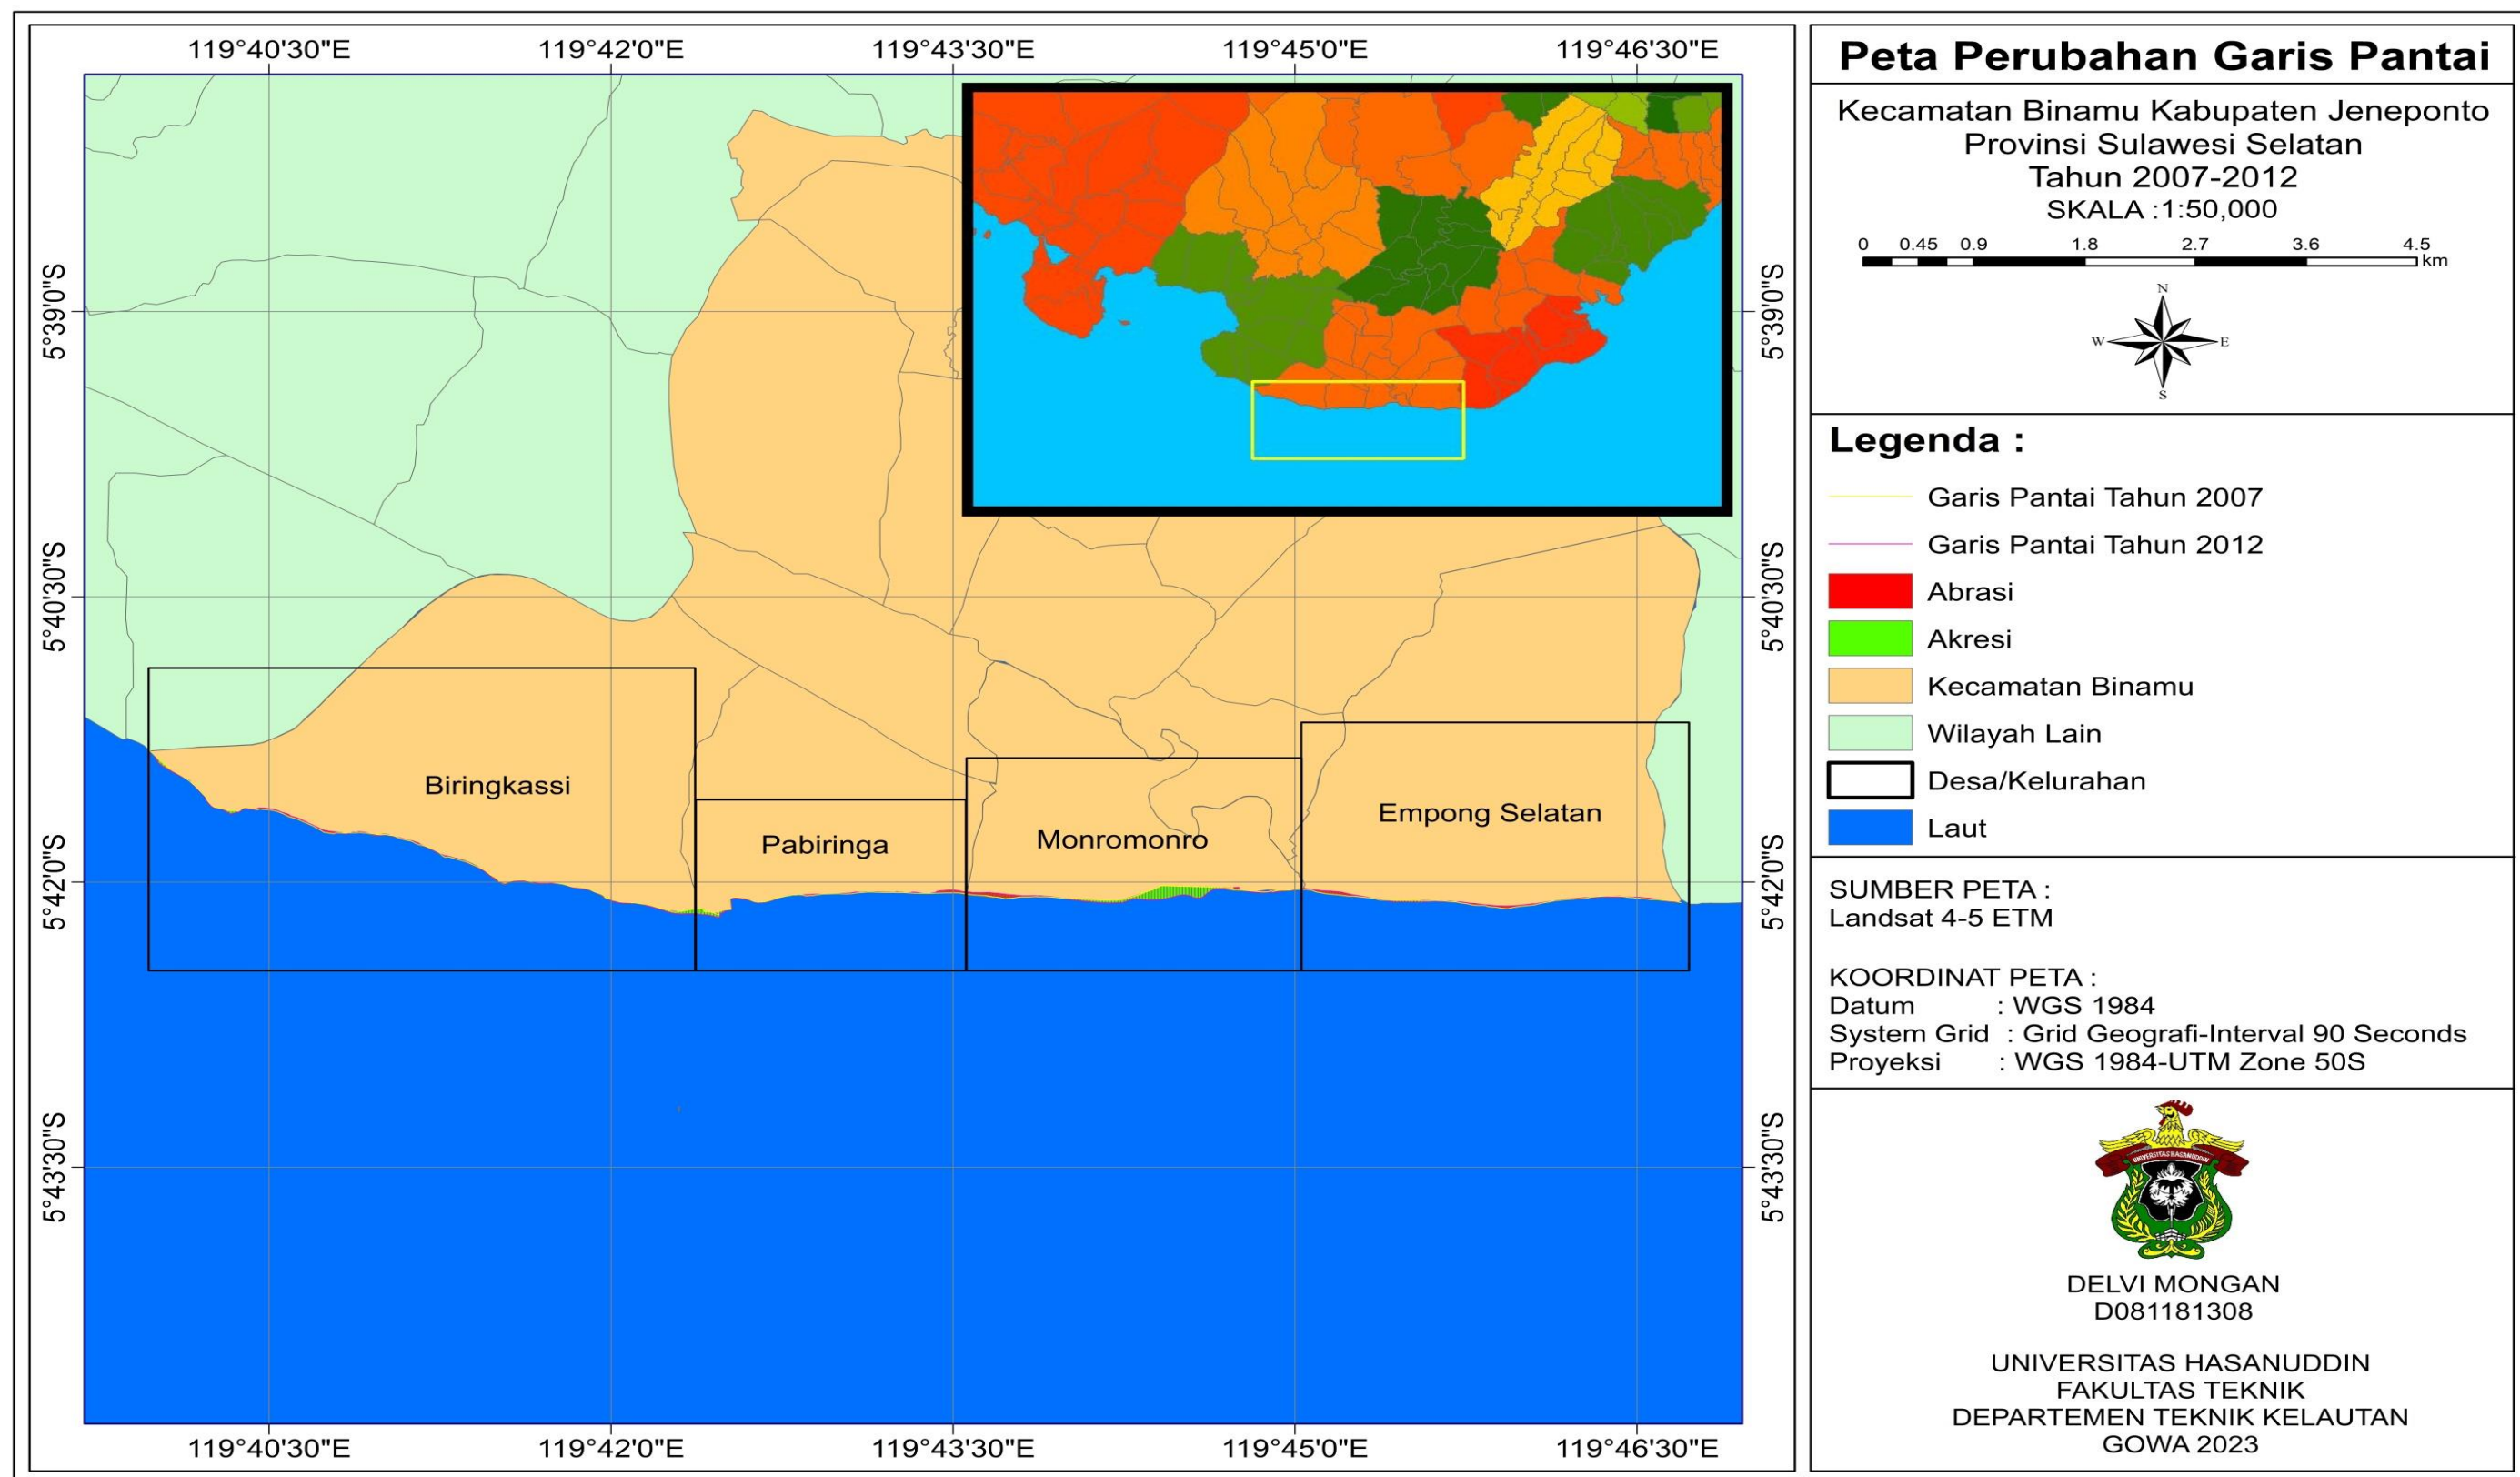 119°40'30"E 119°42'0"E 119°43'30"E 119°45'0"E 119°46'30"E
5°39'0"S 5°39'0"S
5°40'30"S 5°40'30"S
5°42'0"S 5°42'0"S
5°43'30"S 5°43'30"S
Biringkassi
Pabiringa
Monromonro
Empong Selatan
119°40'30"E 119°42'0"E 119°43'30"E 119°45'0"E 119°46'30"E
Peta Perubahan Garis Pantai
Kecamatan Binamu Kabupaten Jeneponto
Provinsi Sulawesi Selatan
Tahun 2007-2012
SKALA :1:50,000
0 0.45 0.9 1.8 2.7 3.6 4.5
km
N
W E
S
Legenda :
Garis Pantai Tahun 2007
Garis Pantai Tahun 2012
Abrasi
Akresi
Kecamatan Binamu
Wilayah Lain
Desa/Kelurahan
Laut
SUMBER PETA :
Landsat 4-5 ETM
KOORDINAT PETA :
Datum : WGS 1984
System Grid : Grid Geografi-Interval 90 Seconds
Proyeksi : WGS 1984-UTM Zone 50S
UNIVERSITAS HASANUDDIN
DELVI MONGAN
D081181308
UNIVERSITAS HASANUDDIN
FAKULTAS TEKNIK
DEPARTEMEN TEKNIK KELAUTAN
GOWA 2023